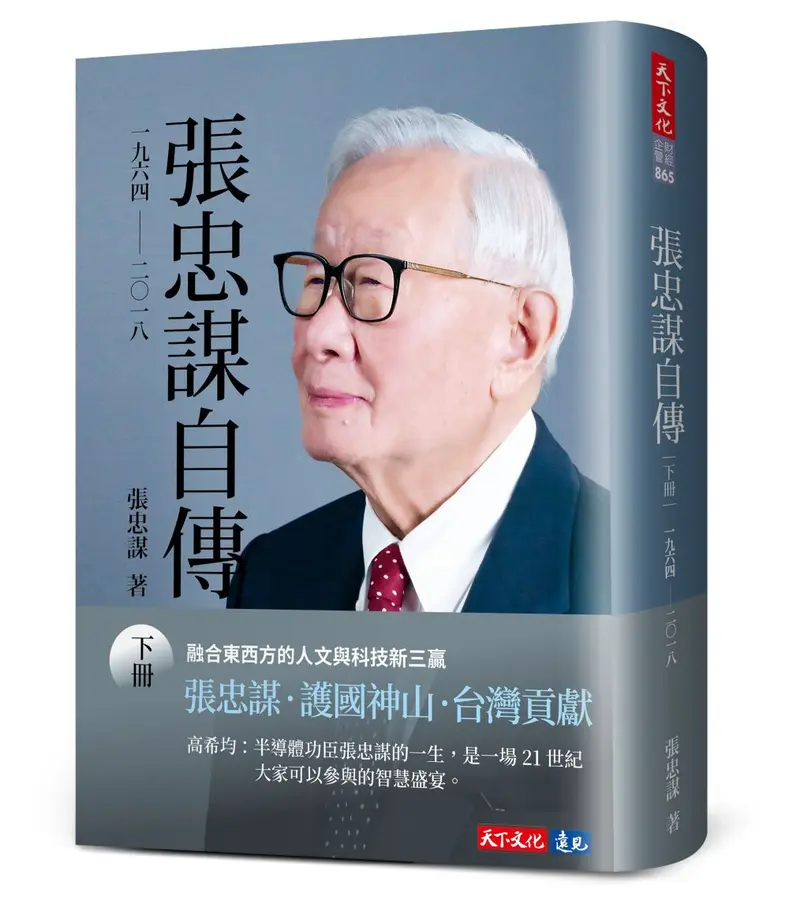 張忠謀自傳
一九六四——二〇一八
張忠謀 著
下冊
融合東西方的人文與科技新三贏
張忠謀·護國神山·台灣貢獻
高希均：半導體功臣張忠謀的一生，是一場21世紀
大家可以參與的智慧盛宴。
天下文化
遠見
天下文化
財經
企管
865
張忠謀自傳
｜下冊｜
一九六四——二〇一八
張忠謀 著